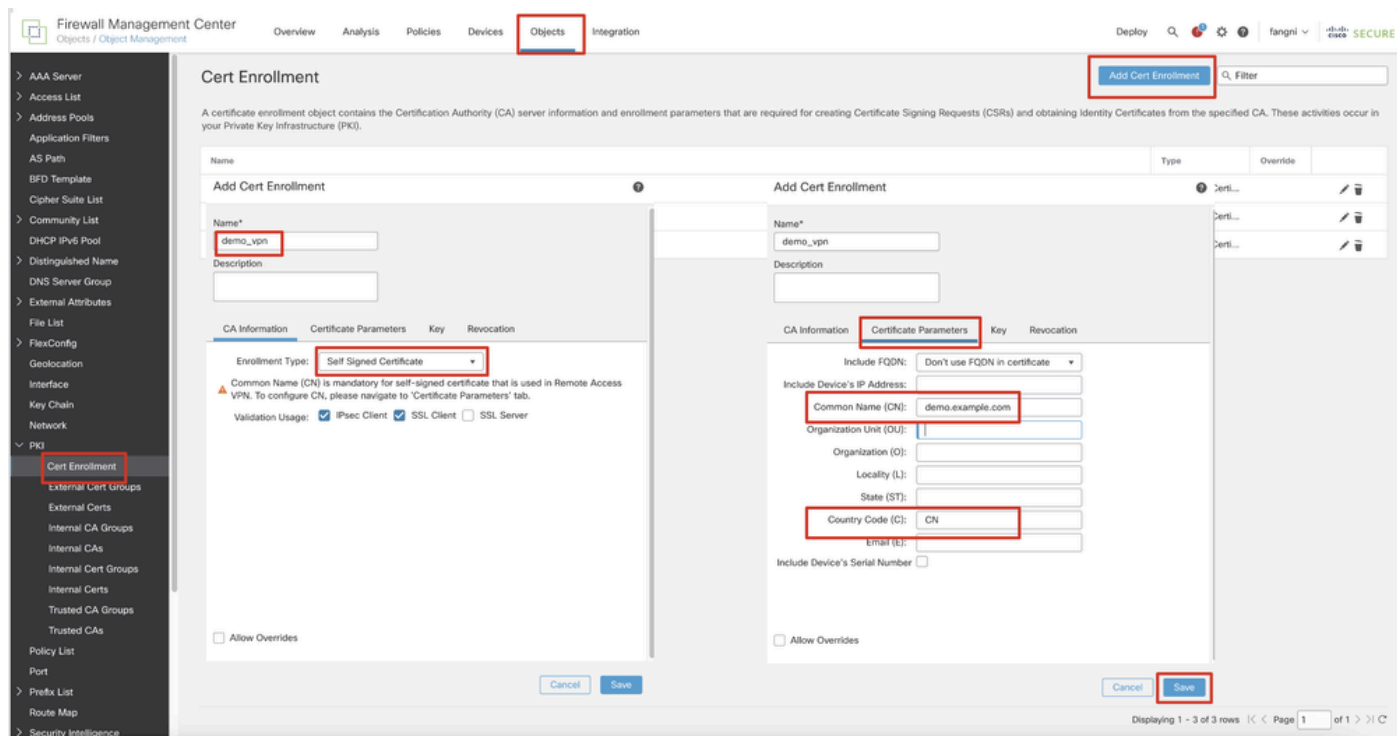 Firewall Management Center
Objects / Object Management
Overview Analysis Policies Devices Objects Integration
Deploy fangni CISCO SECURE
AAA Server
Access List
Address Pools
Application Filters
AS Path
BFD Template
Cipher Suite List
Community List
DHCP IPv6 Pool
Distinguished Name
DNS Server Group
External Attributes
File List
FlexConfig
Geolocation
Interface
Key Chain
Network
PKI
Cert Enrollment
External Cert Groups
External Certs
Internal CA Groups
Internal CAs
Internal Cert Groups
Internal Certs
Trusted CA Groups
Trusted CAs
Policy List
Port
Prefix List
Route Map
Security Intelligence
Cert Enrollment
Add Cert Enrollment Filter
A certificate enrollment object contains the Certification Authority (CA) server information and enrollment parameters that are required for creating Certificate Signing Requests (CSRs) and obtaining Identity Certificates from the specified CA. These activities occur in
your Private Key Infrastructure (PKI).
Name Type Override
Add Cert Enrollment
Name*
demo_vpn
Description
CA Information Certificate Parameters Key Revocation
Enrollment Type: Self Signed Certificate
Common Name (CN) is mandatory for self-signed certificate that is used in Remote Access
VPN. To configure CN, please navigate to 'Certificate Parameters' tab.
Validation Usage: IPsec Client SSL Client SSL Server
Allow Overrides
Cancel Save
Add Cert Enrollment
Name*
demo_vpn
Description
CA Information Certificate Parameters Key Revocation
Include FQDN: Don't use FQDN in certificate
Include Device's IP Address:
Common Name (CN): demo.example.com
Organization Unit (OU):
Organization (O):
Locality (L):
State (ST):
Country Code (C): CN
Email (E):
Include Device's Serial Number
Allow Overrides
Cancel Save
Certi...
Certi...
Certi...
Displaying 1 - 3 of 3 rows Page 1 of 1